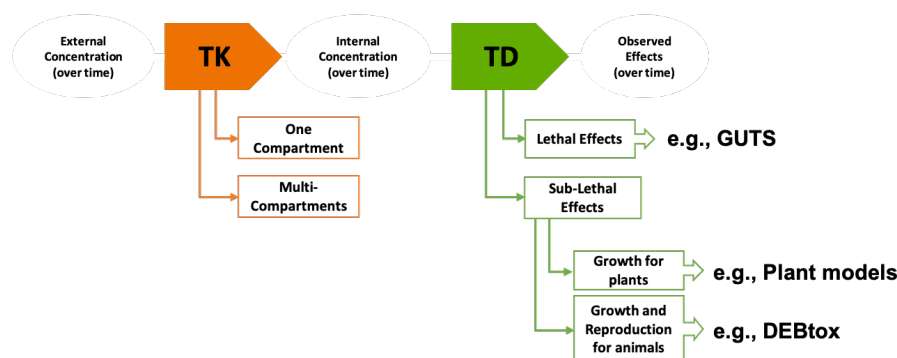 External
Concentration
(over time)
TK
Internal
Concentration
(over time)
TD
Observed
Effects
(over time)
One
Compartment
Multi-
Compartments
Lethal Effects
e.g., GUTS
Sub-Lethal
Effects
Growth for
plants
e.g., Plant models
Growth and
Reproduction
for animals
e.g., DEBtox